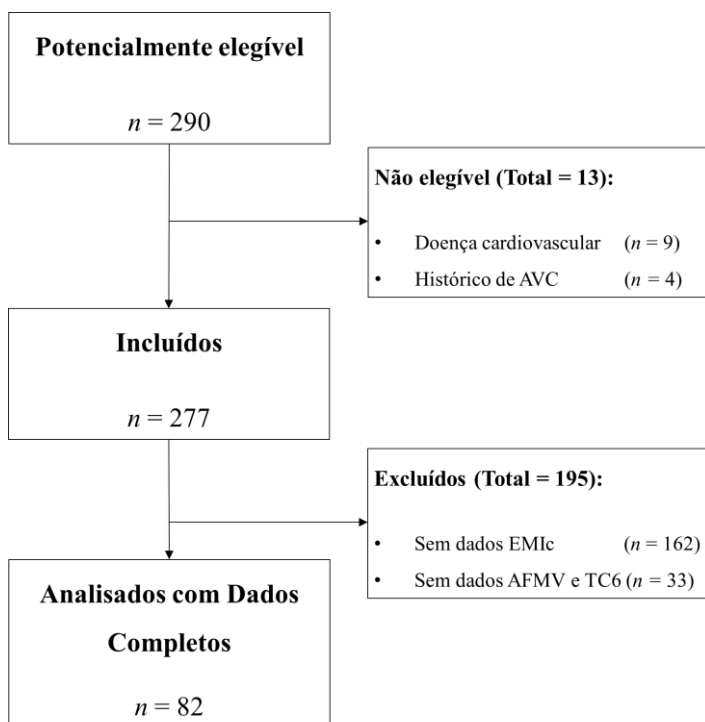 Potencialmente elegível
n = 290
Não elegível (Total = 13):
• Doença cardiovascular (n = 9)
• Histórico de AVC (n = 4)
Incluídos
n = 277
Excluídos (Total = 195):
• Sem dados EMIc (n = 162)
• Sem dados AFMV e TC6 (n = 33)
Analisados com Dados
Completos
n = 82